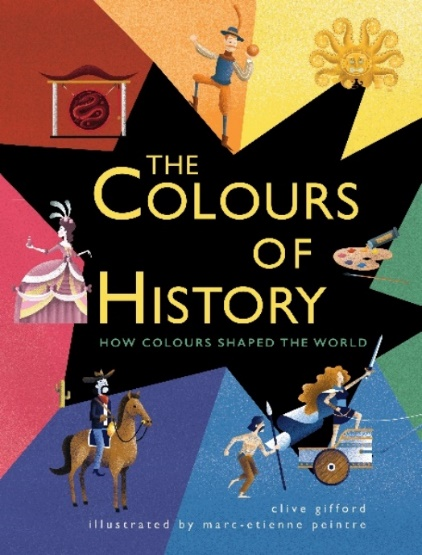 THE
COLOURS
OF
HISTORY
HOW COLOURS SHAPED THE WORLD
clive gifford
illustrated by marc-etienne peintre